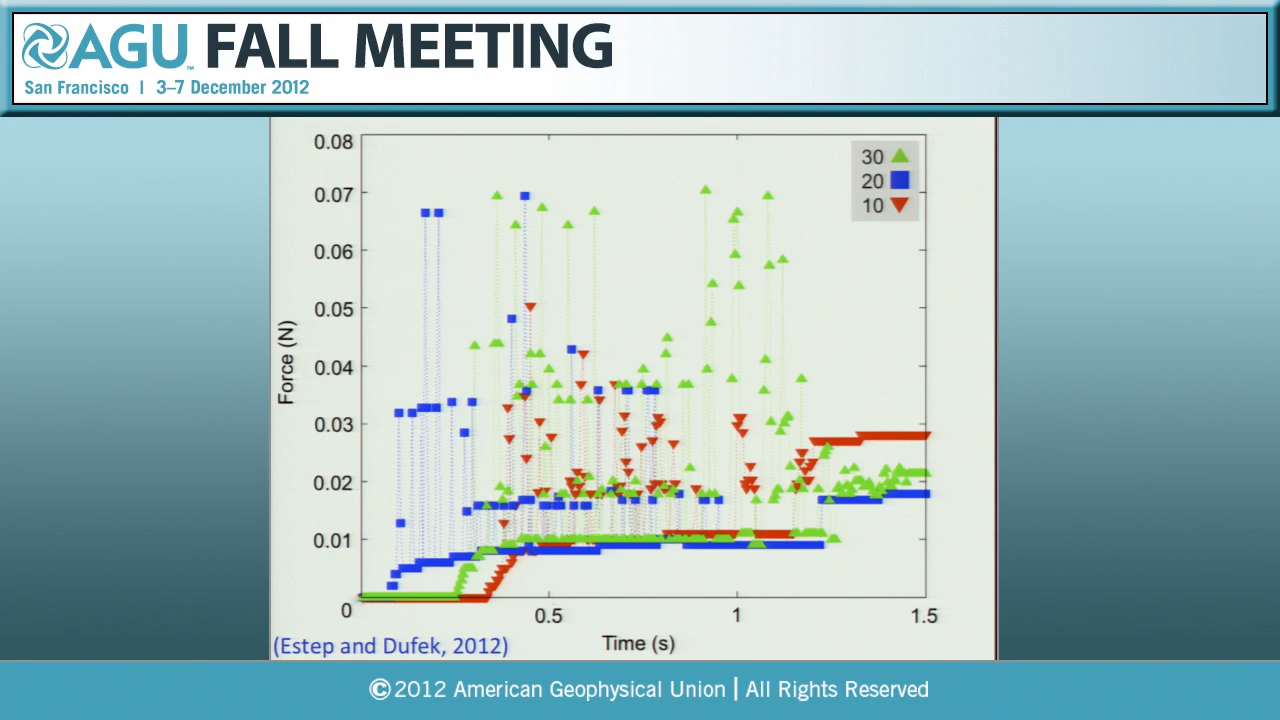 AGU™ FALL MEETING
San Francisco | 3–7 December 2012
0.08
0.07
0.06
0.05
0.04
0.03
0.02
0.01
0
Force (N)
30
20
10
0.5
1
1.5
Time (s)
(Estep and Dufek, 2012)
©2012 American Geophysical Union | All Rights Reserved